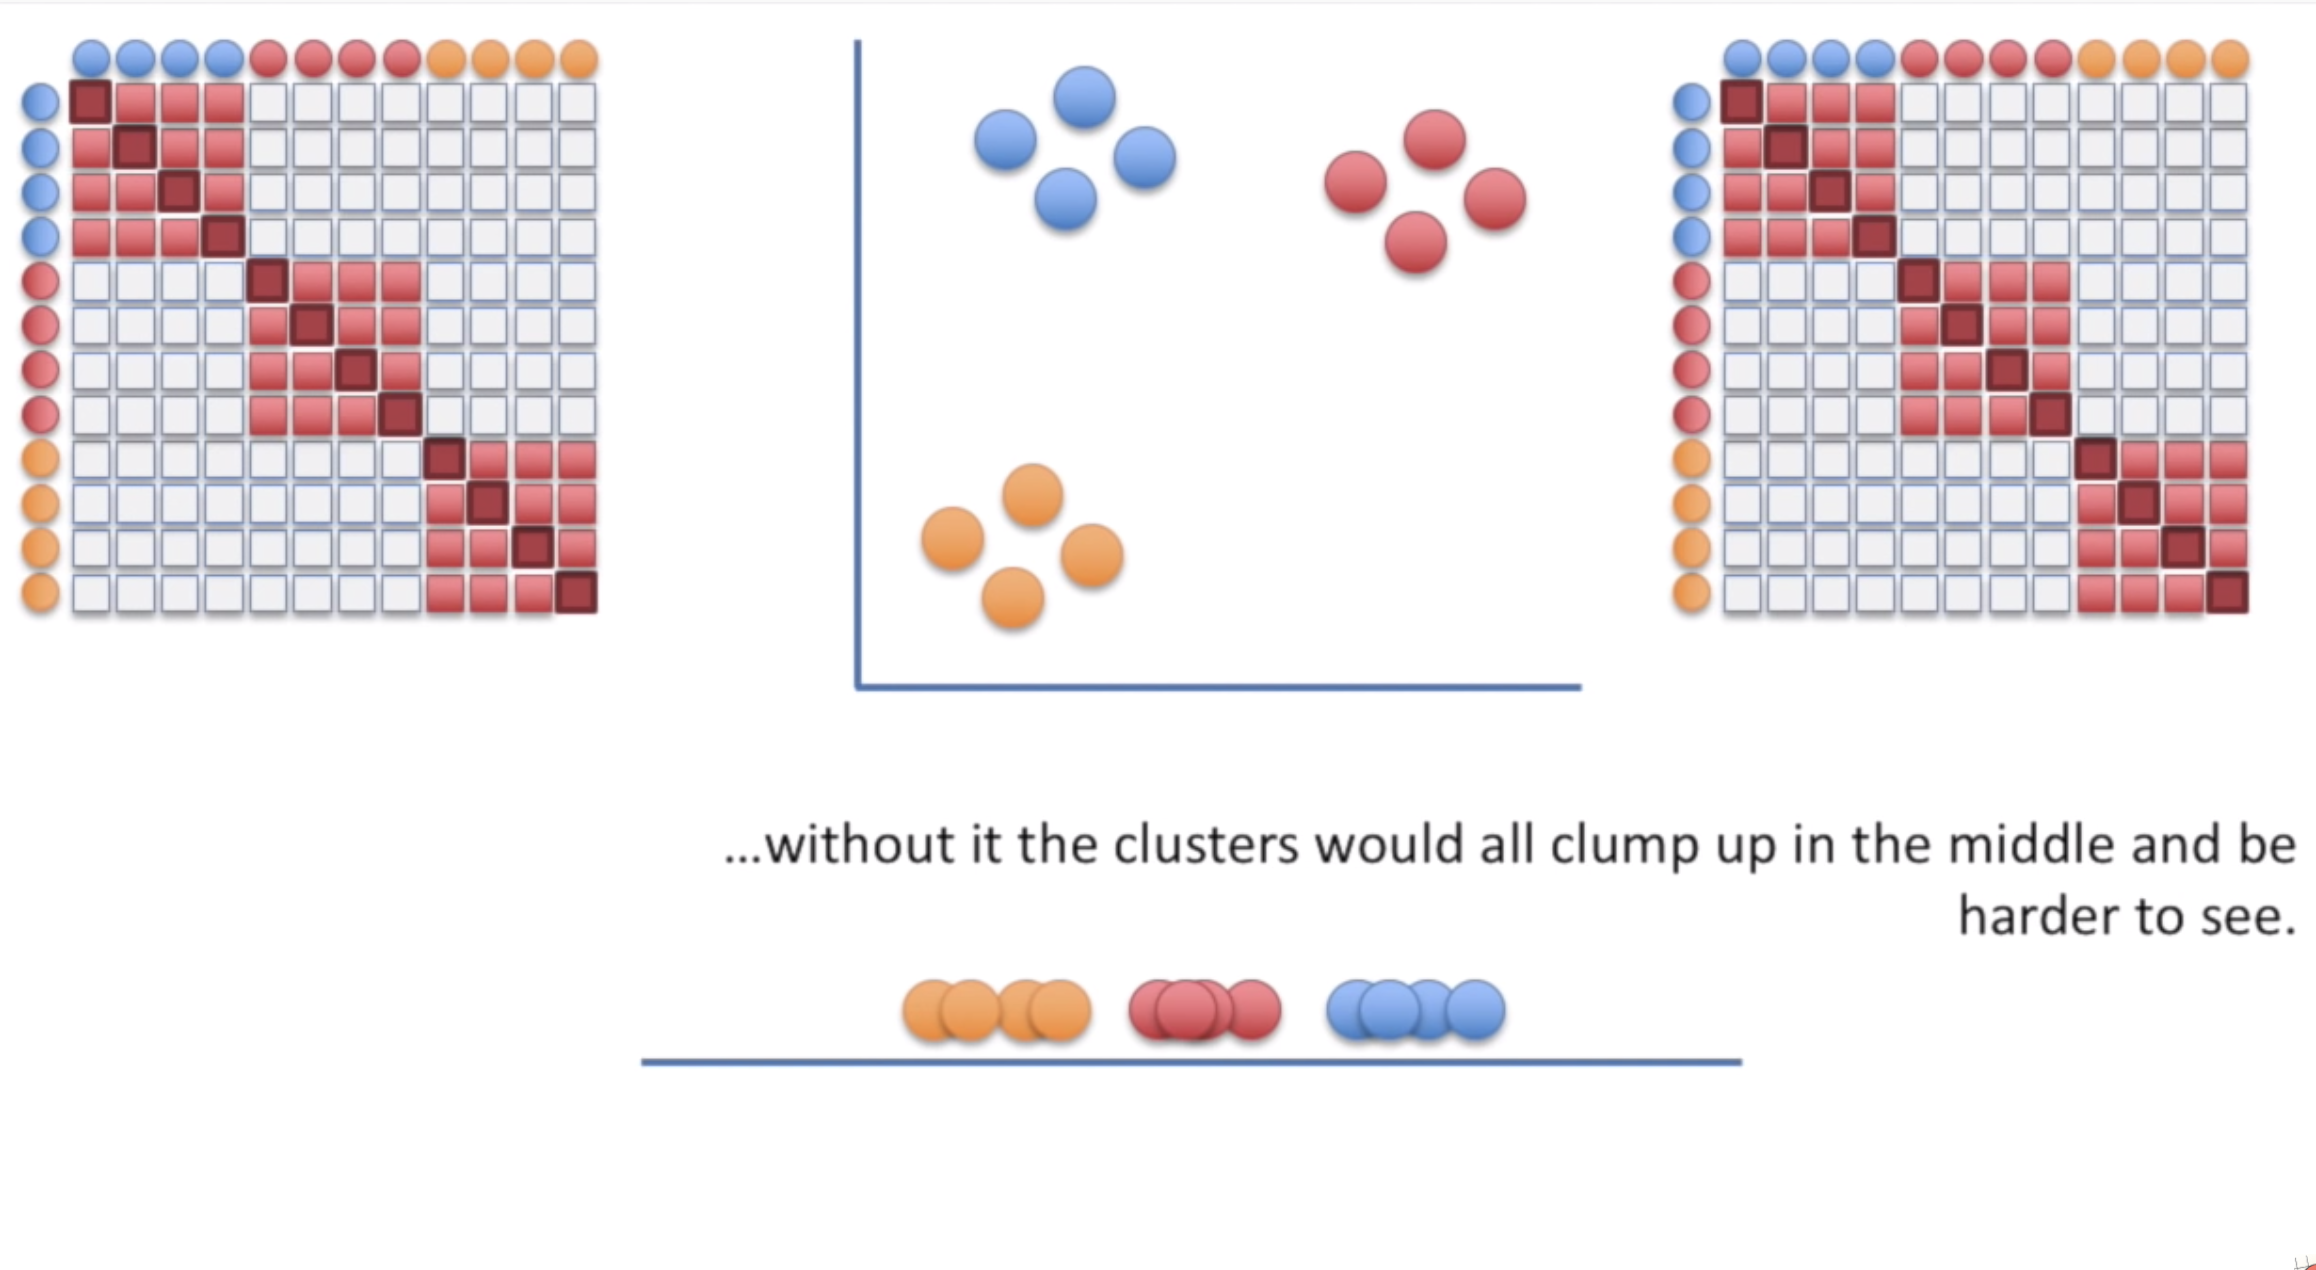 ...without it the clusters would all clump up in the middle and be
harder to see.